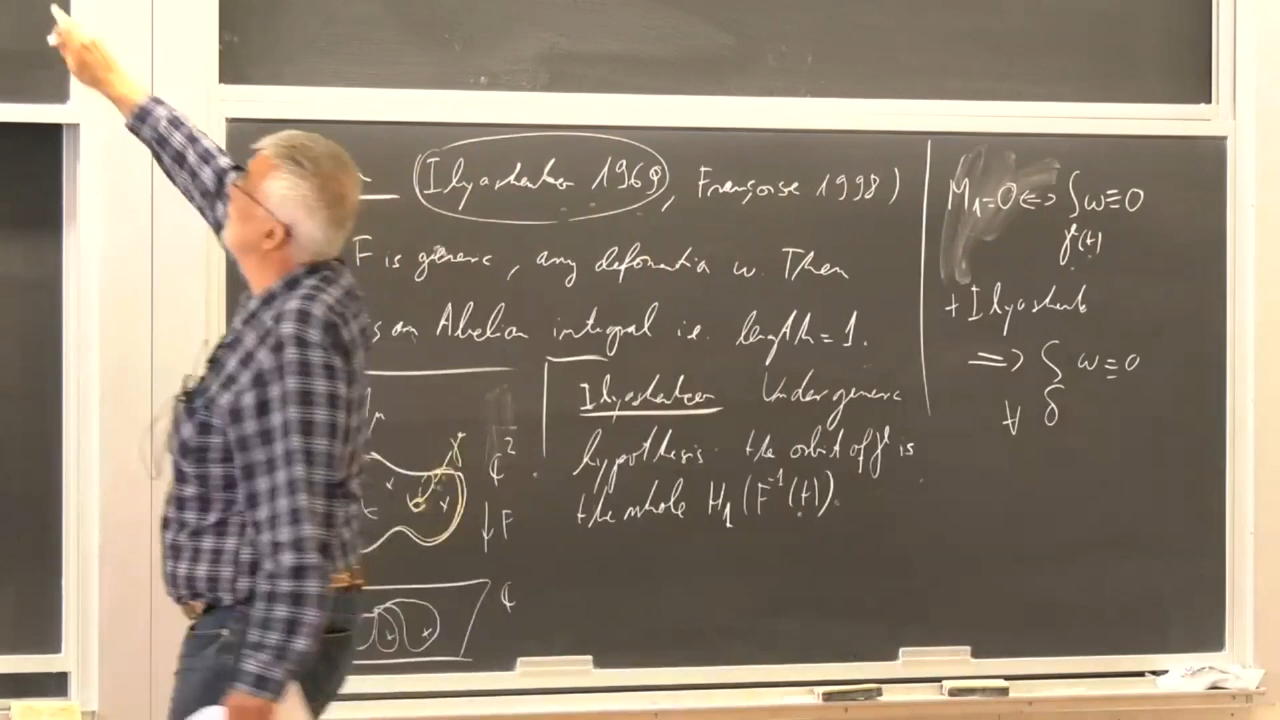 Ilyashenko 1969, Françoise 1998)
F is generic, any deformation ω. Then
is an Abelian integral i.e. length = 1.
Ilyashenko Under generic
hypothesis the orbit of γ is
the whole H₁(F⁻¹(t)).
γ
ℂ²
↓F
ℂ
M₁=0 <=> ∫ω≡0
γ(t)
+ Ilyashenko
=> ∫ ω≡0
∀ δ